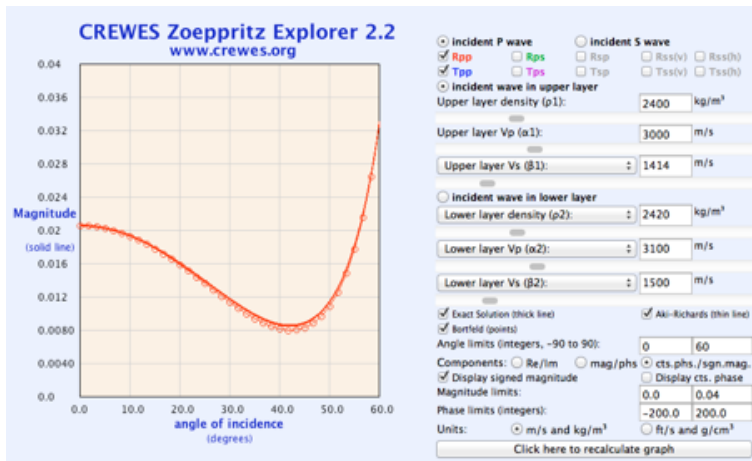 CREWES Zoeppritz Explorer 2.2
www.crewes.org
0.04
0.036
0.032
0.028
0.024
Magnitude
0.02
(solid line)
0.016
0.012
0.0080
0.0040
0.0
0.0 10.0 20.0 30.0 40.0 50.0 60.0
angle of incidence
(degrees)
incident P wave incident S wave
Rpp Rps Rsp Rss(v) Rss(h)
Tpp Tps Tsp Tss(v) Tss(h)
incident wave in upper layer
Upper layer density (ρ1): 2400 kg/m³
Upper layer Vp (α1): 3000 m/s
Upper layer Vs (β1): 1414 m/s
incident wave in lower layer
Lower layer density (ρ2): 2420 kg/m³
Lower layer Vp (α2): 3100 m/s
Lower layer Vs (β2): 1500 m/s
Exact Solution (thick line) Aki-Richards (thin line)
Bortfeld (points)
Angle limits (integers, -90 to 90): 0 60
Components: Re/Im mag/phs cts.phs./sgn.mag.
Display signed magnitude Display cts. phase
Magnitude limits: 0.0 0.04
Phase limits (integers): -200.0 200.0
Units: m/s and kg/m³ ft/s and g/cm³
Click here to recalculate graph